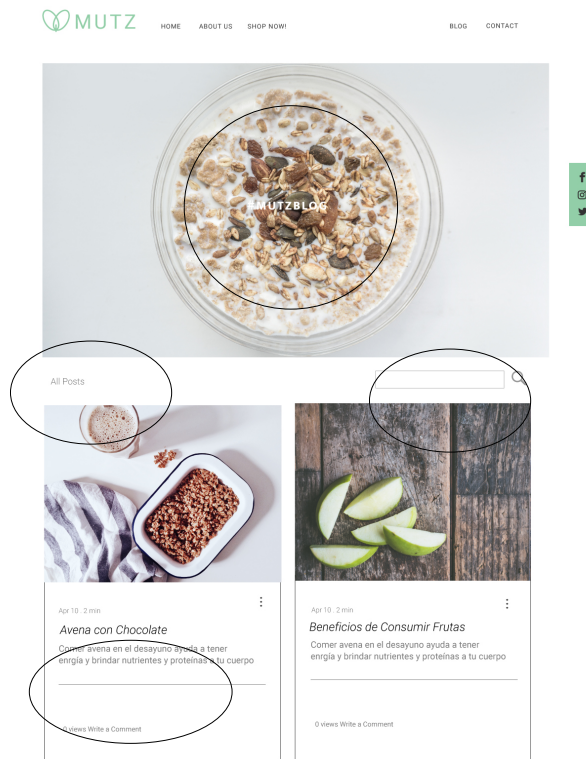 MUTZ
HOME ABOUT US SHOP NOW!
BLOG CONTACT
#MUTZBLOG
All Posts
Apr 10 . 2 min
Avena con Chocolate
Comer avena en el desayuno ayuda a tener
enrgía y brindar nutrientes y proteínas a tu cuerpo
0 views Write a Comment
Apr 10 . 2 min
Beneficios de Consumir Frutas
Comer avena en el desayuno ayuda a tener
enrgía y brindar nutrientes y proteínas a tu cuerpo
0 views Write a Comment